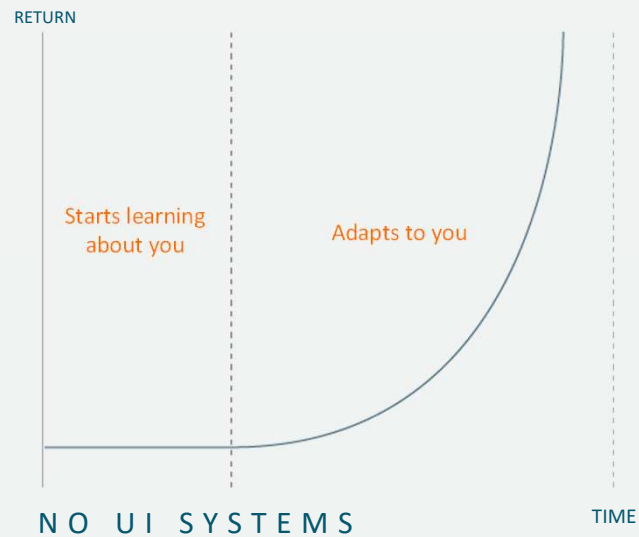 RETURN
Starts learning
about you
Adapts to you
NO UI SYSTEMS
TIME